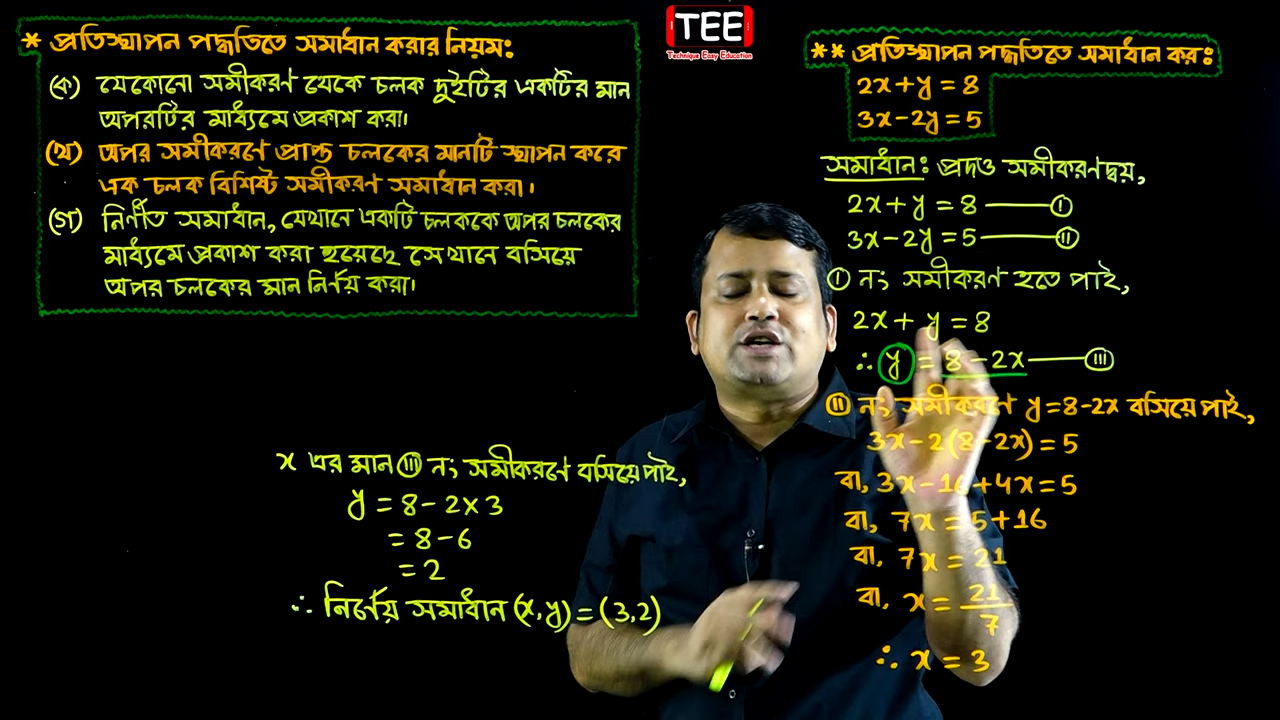 * প্রতিস্থাপন পদ্ধতিতে সমাধান করার নিয়মঃ
(ক) যেকোনো সমীকরণ থেকে চলক দুইটির একটির মান
অপরটির মাধ্যমে প্রকাশ করা।
(খ) অপর সমীকরণে প্রাপ্ত চলকের মানটি স্থাপন করে
এক চলক বিশিষ্ট সমীকরণ সমাধান করা।
(গ) নির্ণীত সমাধান, যেখানে একটি চলককে অপর চলকের
মাধ্যমে প্রকাশ করা হয়েছে সেখানে বসিয়ে
অপর চলকের মান নির্ণয় করা।
TEE
Technique Easy Education
** প্রতিস্থাপন পদ্ধতিতে সমাধান করঃ
2x+y=8
3x-2y=5
সমাধানঃ প্রদত্ত সমীকরণদ্বয়,
2x+y=8 —— Ⓘ
3x-2y=5 —— ⓘⓘ
Ⓘ নং সমীকরণ হতে পাই,
2x+y=8
∴ y = 8-2x —— ⓘⓘⓘ
ⓘⓘ নং সমীকরণে y=8-2x বসিয়ে পাই,
3x-2(8-2x)=5
বা, 3x-16+4x=5
বা, 7x=5+16
বা, 7x=21
বা, x=21/7
∴ x=3
x এর মান ⓘⓘⓘ নং সমীকরণে বসিয়ে পাই,
y=8-2×3
=8-6
=2
∴ নির্ণেয় সমাধান (x,y)=(3,2)